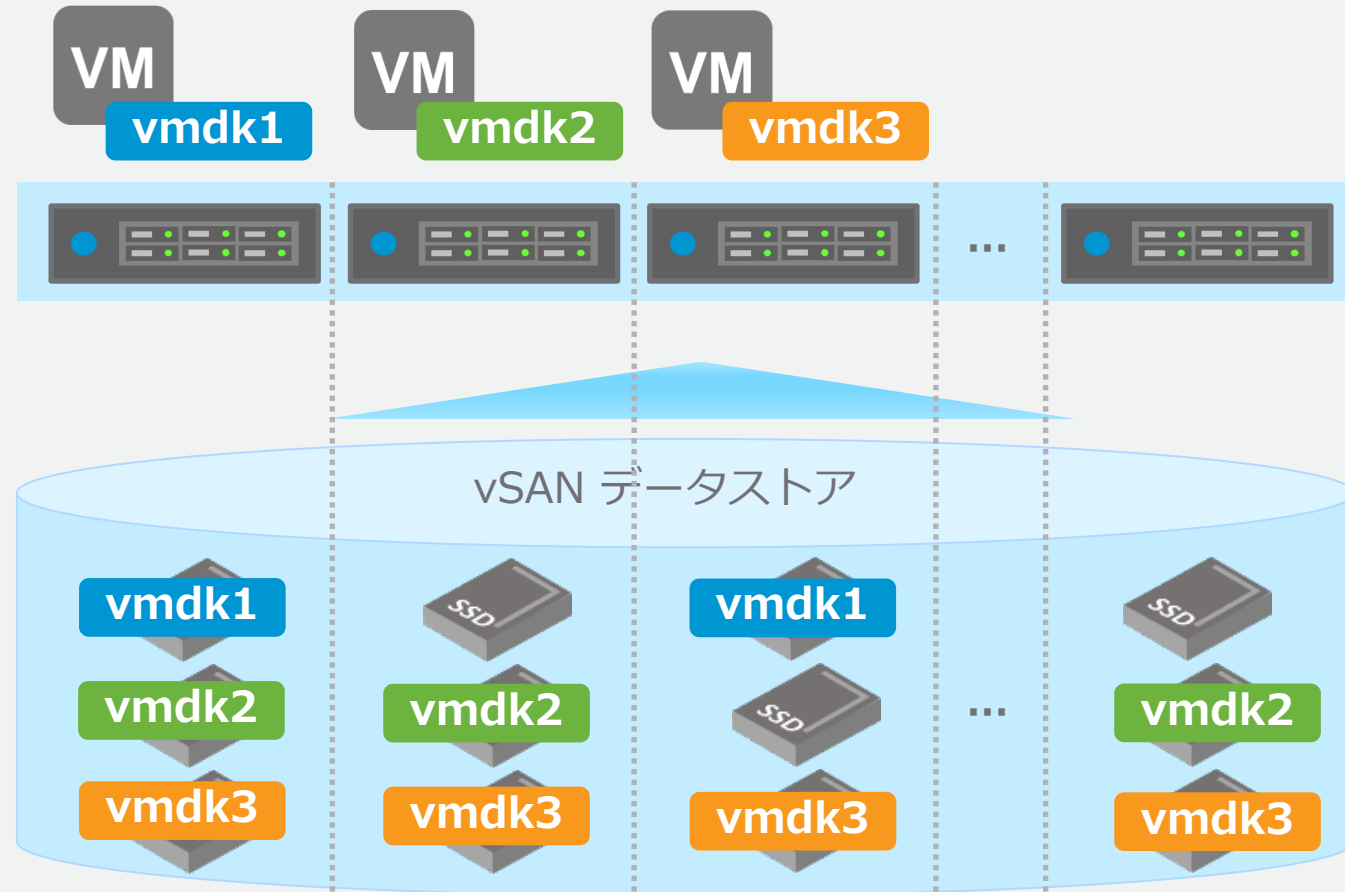 VM VM VM
vmdk1 vmdk2 vmdk3
...
vSAN データストア
vmdk1 SSD vmdk1 SSD
vmdk2 vmdk2 SSD ... vmdk2
vmdk3 vmdk3 vmdk3 vmdk3